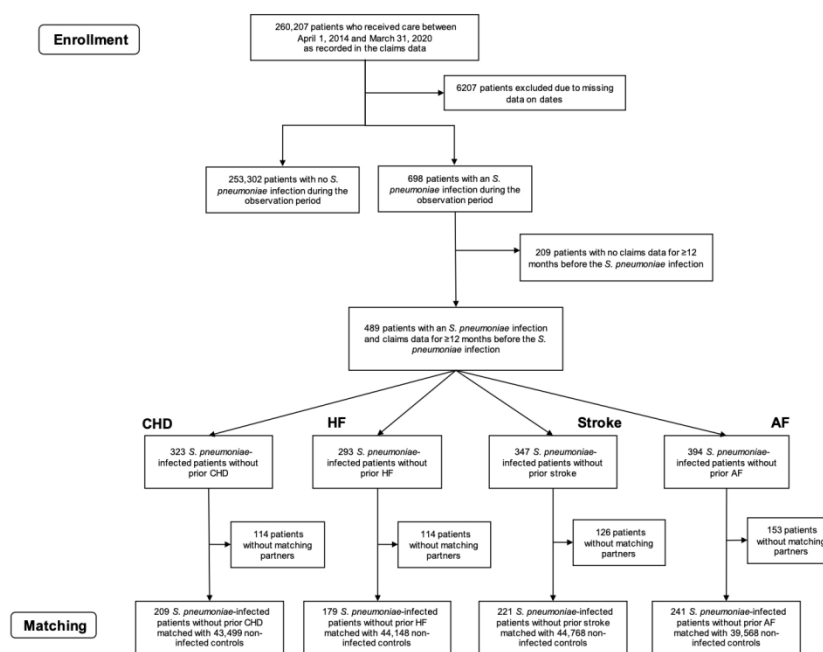 Enrollment
260,207 patients who received care between
April 1, 2014 and March 31, 2020
as recorded in the claims data
6207 patients excluded due to missing
data on dates
253,302 patients with no S.
pneumoniae infection during the
observation period
698 patients with an S.
pneumoniae infection during the
observation period
209 patients with no claims data for ≥12
months before the S. pneumoniae infection
489 patients with an S. pneumoniae infection
and claims data for ≥12 months before the S.
pneumoniae infection
CHD
HF
Stroke
AF
323 S. pneumoniae-
infected patients without
prior CHD
293 S. pneumoniae-
infected patients without
prior HF
347 S. pneumoniae-
infected patients without
prior stroke
394 S. pneumoniae-
infected patients without
prior AF
114 patients
without matching
partners
114 patients
without matching
partners
126 patients
without matching
partners
153 patients
without matching
partners
Matching
209 S. pneumoniae-infected
patients without prior CHD
matched with 43,499 non-
infected controls
179 S. pneumoniae-infected
patients without prior HF
matched with 44,148 non-
infected controls
221 S. pneumoniae-infected
patients without prior stroke
matched with 44,768 non-
infected controls
241 S. pneumoniae-infected
patients without prior AF
matched with 39,568 non-
infected controls